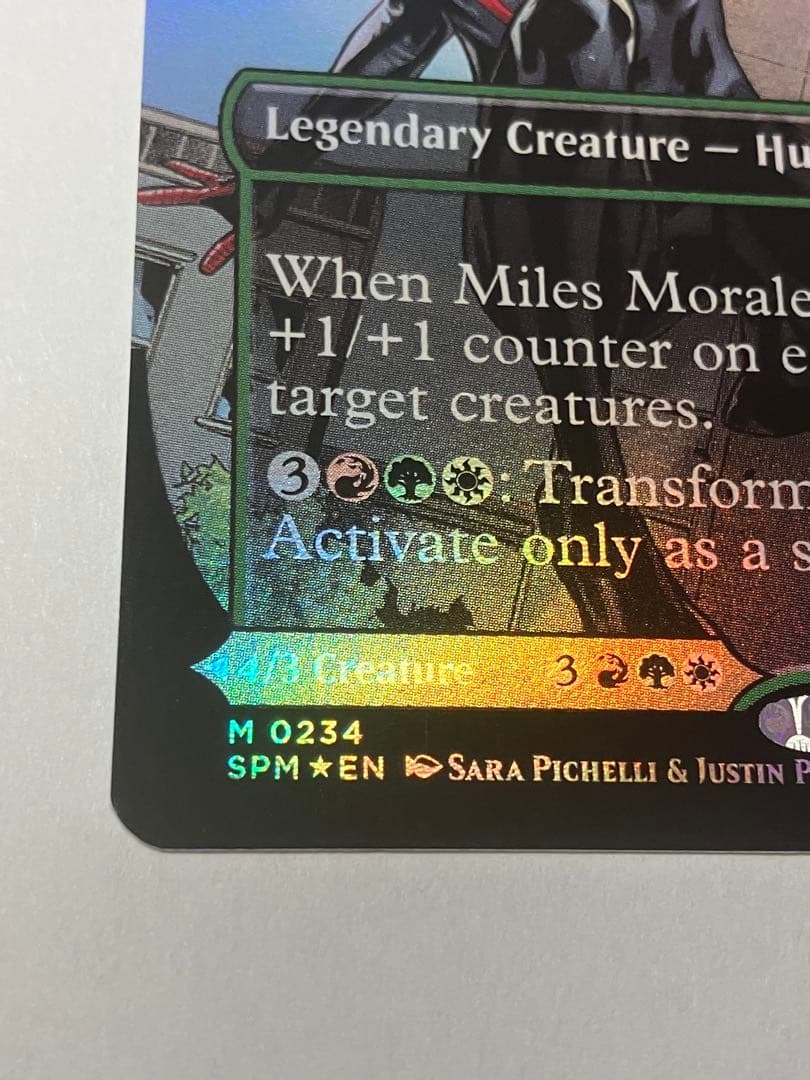 Legendary Creature — Hu
When Miles Morale
+1/+1 counter on e
target creatures.
3: Transform
Activate only as a s
4/3 Creature 3
M 0234
SPM★EN SARA PICHELLI & JUSTIN P